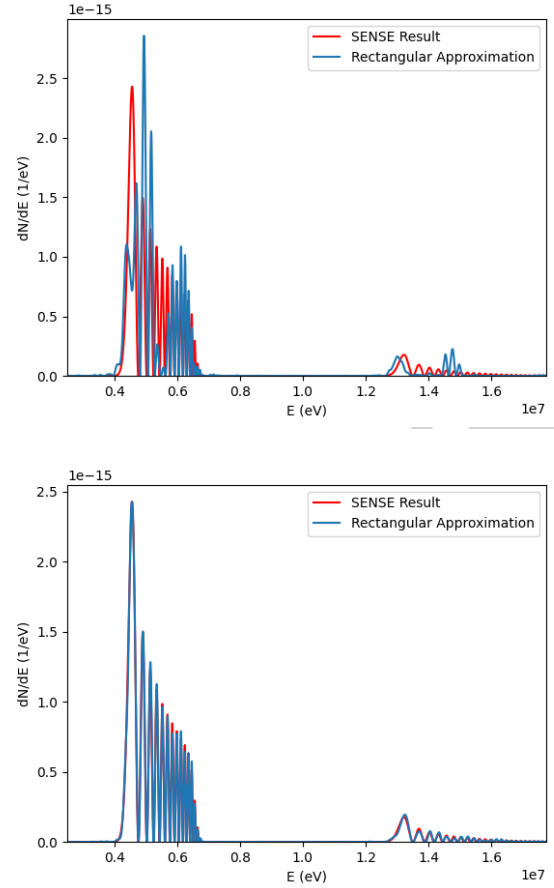 1e−15
SENSE Result
Rectangular Approximation
2.5
2.0
1.5
1.0
0.5
0.0
dN/dE (1/eV)
0.4 0.6 0.8 1.0 1.2 1.4 1.6
E (eV)
1e7
1e−15
SENSE Result
Rectangular Approximation
2.5
2.0
1.5
1.0
0.5
0.0
dN/dE (1/eV)
0.4 0.6 0.8 1.0 1.2 1.4 1.6
E (eV)
1e7